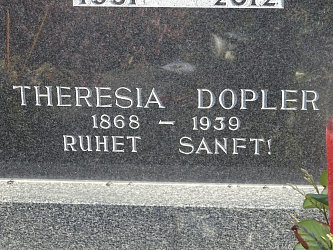 THERESIA DOPLER
1868 – 1939
RUHET SANFT!